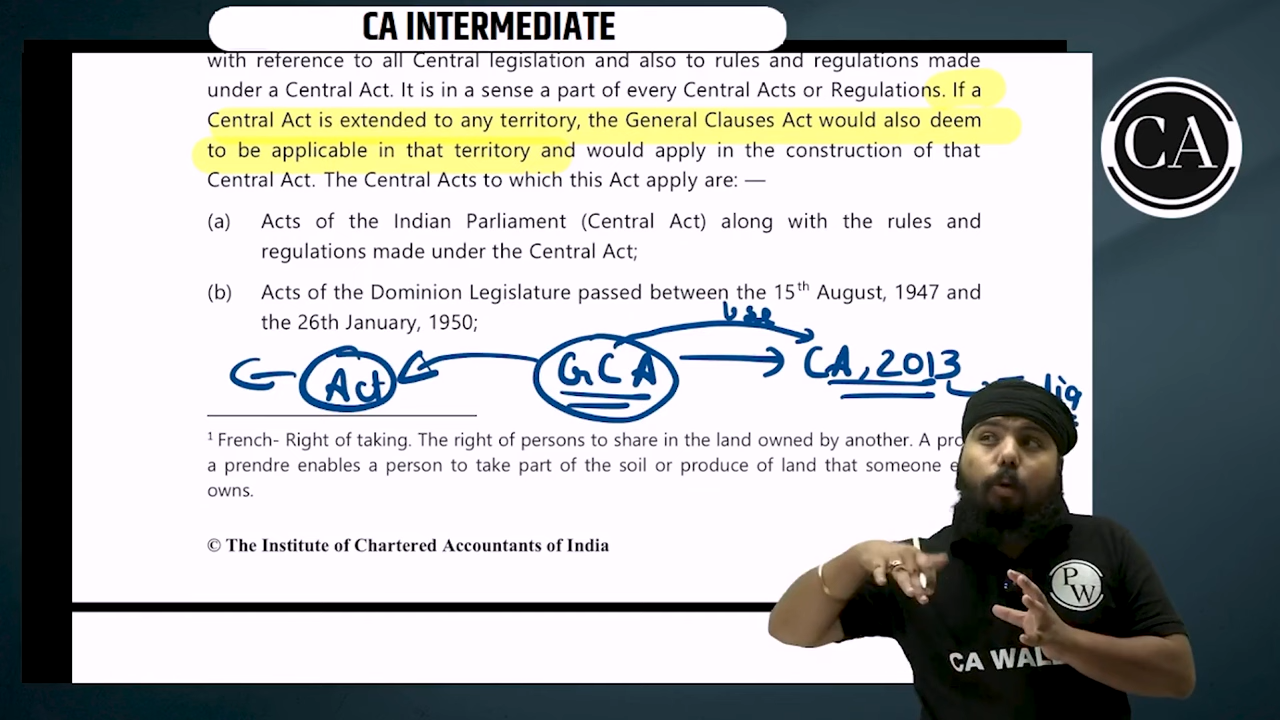 CA INTERMEDIATE
with reference to all Central legislation and also to rules and regulations made
under a Central Act. It is in a sense a part of every Central Acts or Regulations. If a
Central Act is extended to any territory, the General Clauses Act would also deem
to be applicable in that territory and would apply in the construction of that
Central Act. The Central Acts to which this Act apply are: —
(a) Acts of the Indian Parliament (Central Act) along with the rules and
regulations made under the Central Act;
(b) Acts of the Dominion Legislature passed between the 15th August, 1947 and
the 26th January, 1950;
use
Act GCA CA, 2013
1 French- Right of taking. The right of persons to share in the land owned by another. A
a prendre enables a person to take part of the soil or produce of land that someone
owns.
© The Institute of Chartered Accountants of India
CA
PW
CA